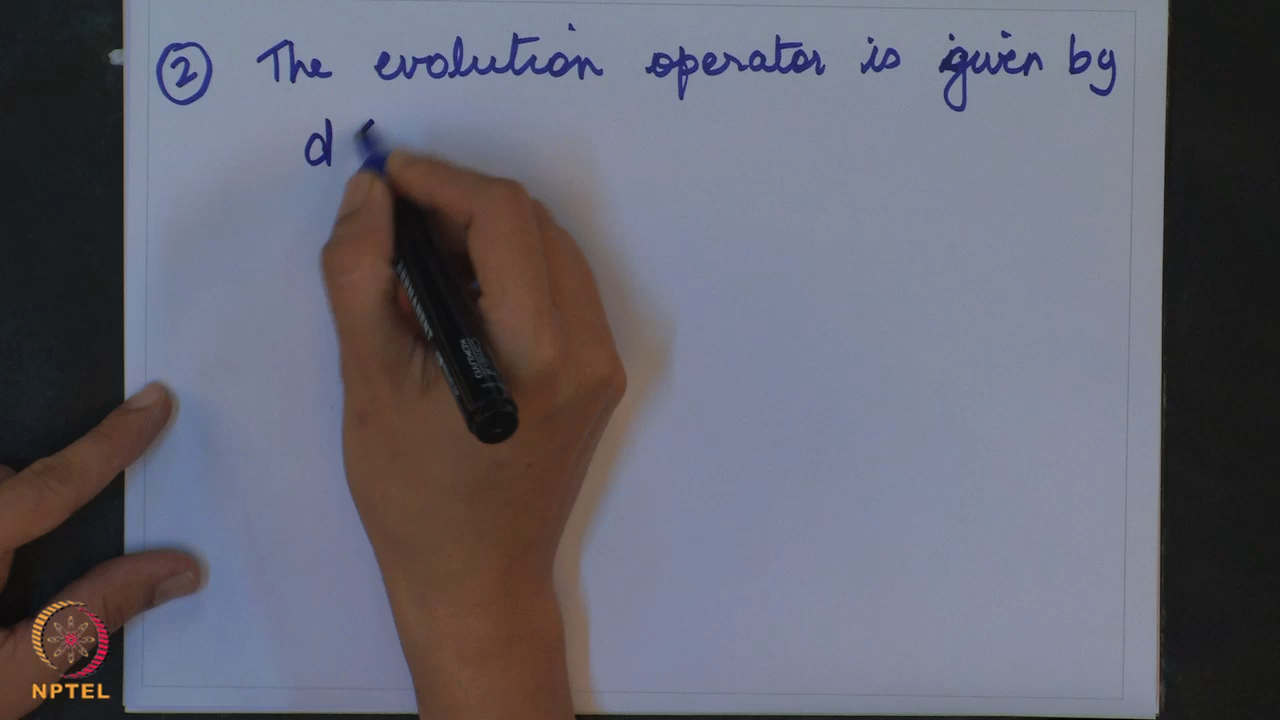 ② The evolution operator is given by
d
NPTEL